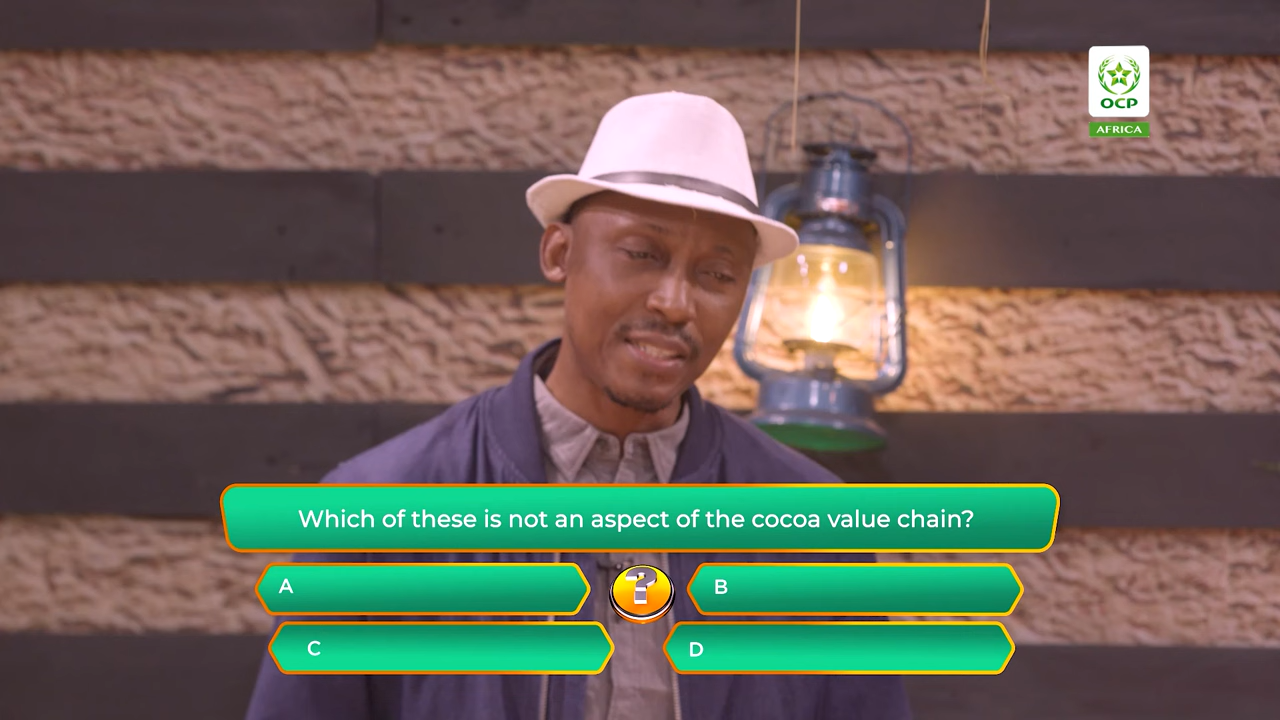 OCP
AFRICA
Which of these is not an aspect of the cocoa value chain?
A
?
B
C
D